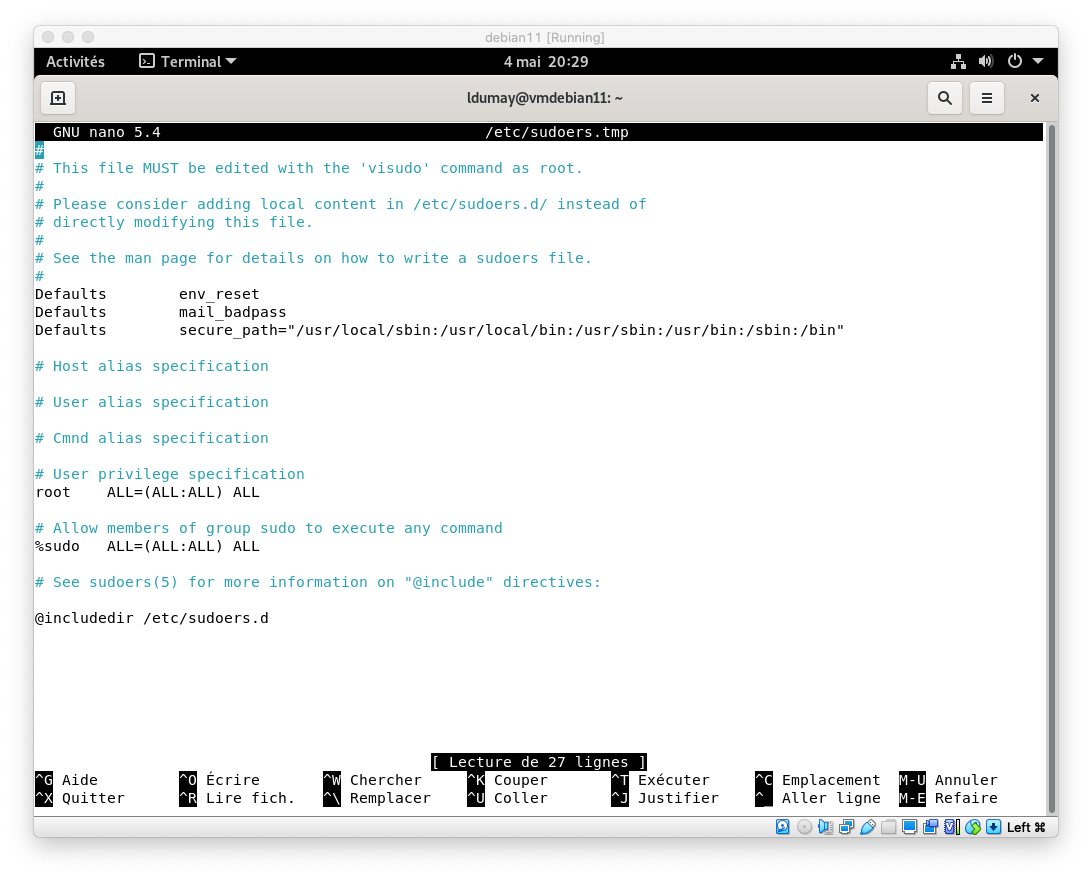 debian11 [Running]
Activités Terminal 4 mai 20:29
ldumay@vmdebian11: ~
GNU nano 5.4 /etc/sudoers.tmp
#
# This file MUST be edited with the 'visudo' command as root.
#
# Please consider adding local content in /etc/sudoers.d/ instead of
# directly modifying this file.
#
# See the man page for details on how to write a sudoers file.
#
Defaults        env_reset
Defaults        mail_badpass
Defaults        secure_path="/usr/local/sbin:/usr/local/bin:/usr/sbin:/usr/bin:/sbin:/bin"
# Host alias specification
# User alias specification
# Cmnd alias specification
# User privilege specification
root    ALL=(ALL:ALL) ALL
# Allow members of group sudo to execute any command
%sudo   ALL=(ALL:ALL) ALL
# See sudoers(5) for more information on "@include" directives:
@includedir /etc/sudoers.d
[ Lecture de 27 lignes ]
^G Aide ^O Écrire ^W Chercher ^K Couper ^T Exécuter ^C Emplacement M-U Annuler
^X Quitter ^R Lire fich. ^\ Remplacer ^U Coller ^J Justifier ^_ Aller ligne M-E Refaire
Left ⌘